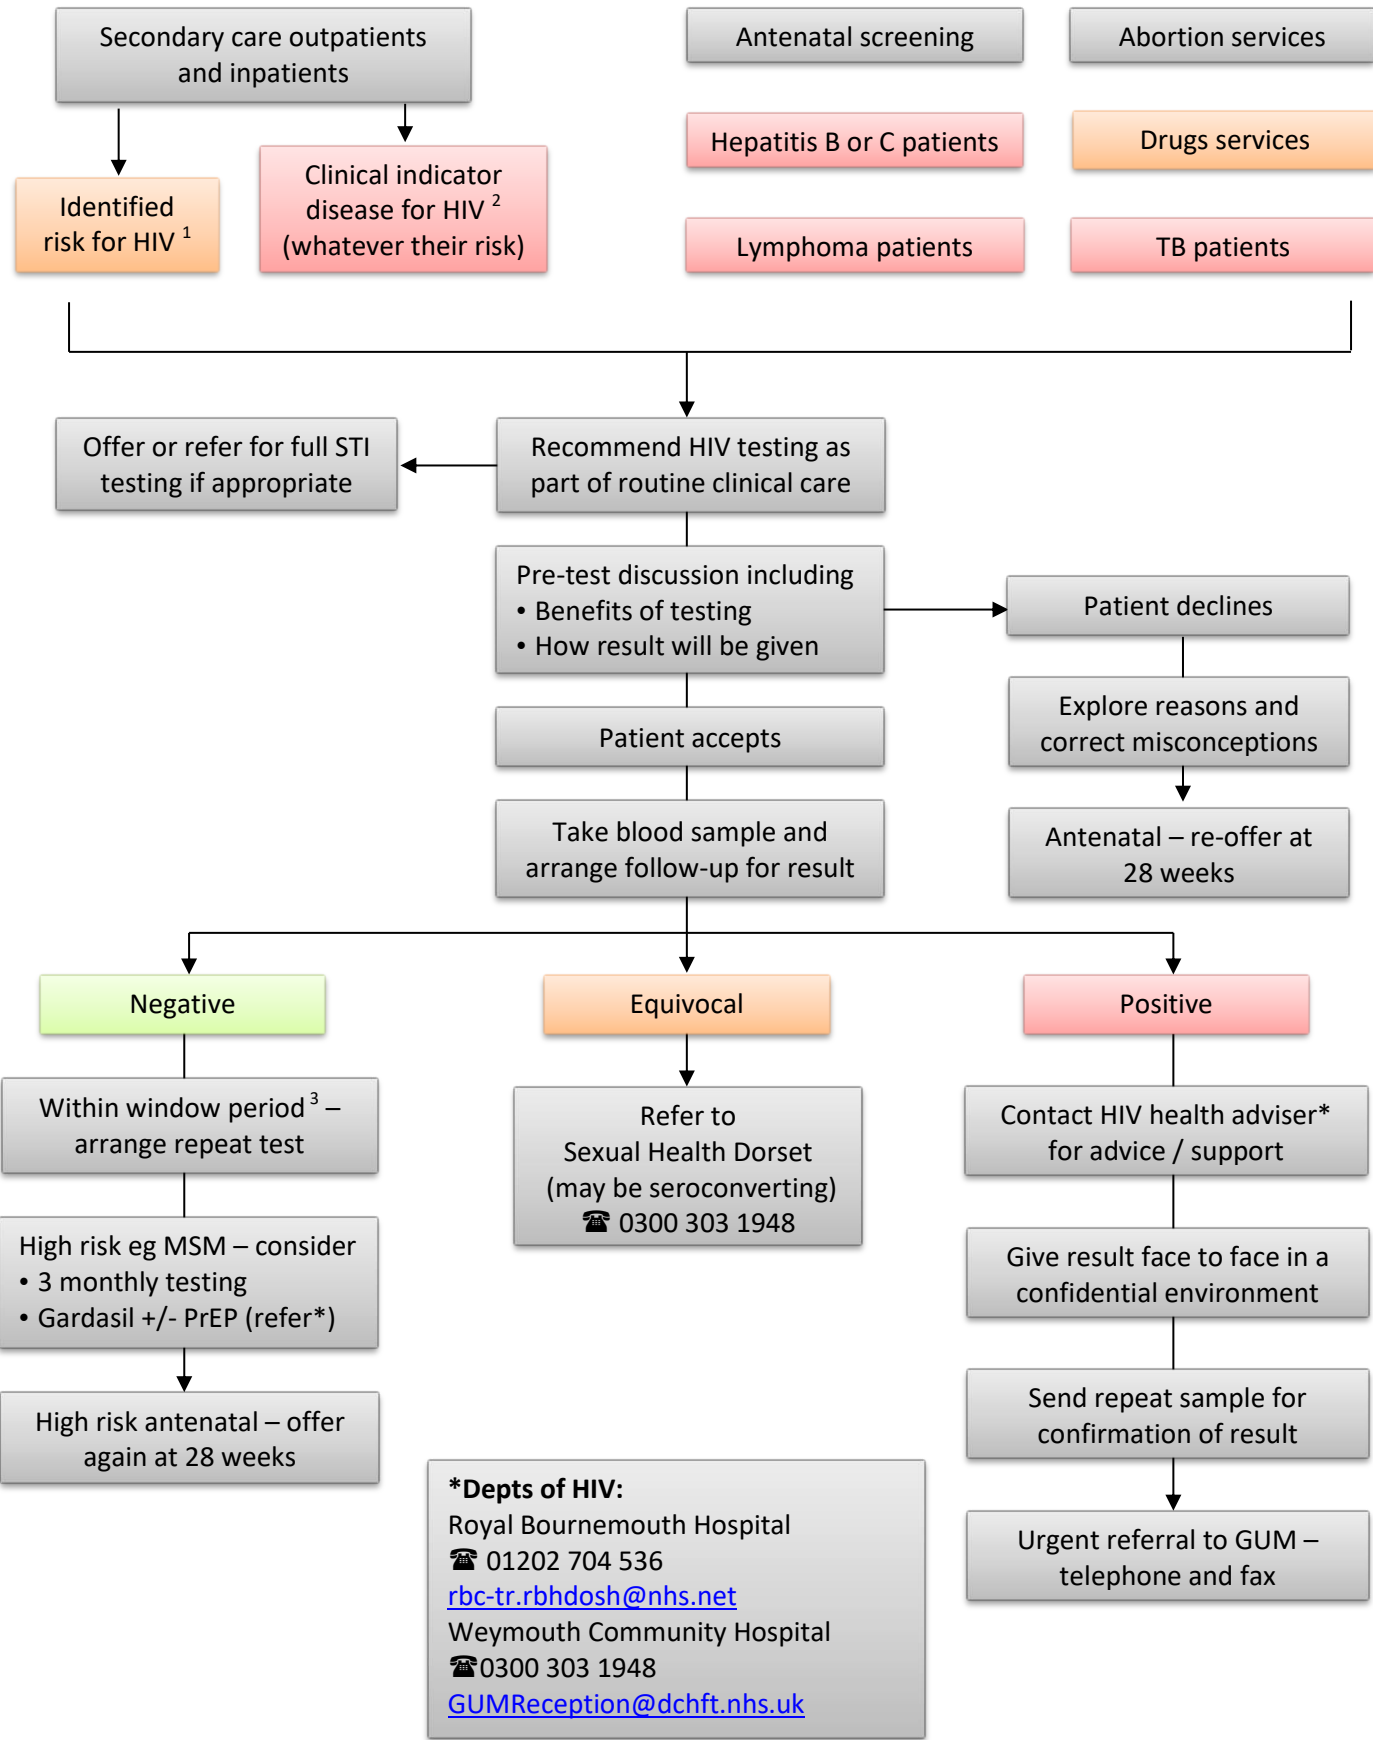 Secondary care outpatients
and inpatients
Antenatal screening
Abortion services
Hepatitis B or C patients
Drugs services
Identified
risk for HIV 1
Clinical indicator
disease for HIV 2
(whatever their risk)
Lymphoma patients
TB patients
Offer or refer for full STI
testing if appropriate
Recommend HIV testing as
part of routine clinical care
Pre-test discussion including
• Benefits of testing
• How result will be given
Patient declines
Explore reasons and
correct misconceptions
Patient accepts
Take blood sample and
arrange follow-up for result
Antenatal – re-offer at
28 weeks
Negative
Equivocal
Positive
Within window period 3 –
arrange repeat test
High risk eg MSM – consider
• 3 monthly testing
• Gardasil +/- PrEP (refer*)
High risk antenatal – offer
again at 28 weeks
Refer to
Sexual Health Dorset
(may be seroconverting)
☎ 0300 303 1948
Contact HIV health adviser*
for advice / support
Give result face to face in a
confidential environment
Send repeat sample for
confirmation of result
Urgent referral to GUM –
telephone and fax
*Depts of HIV:
Royal Bournemouth Hospital
☎ 01202 704 536
rbc-tr.rbhdosh@nhs.net
Weymouth Community Hospital
☎0300 303 1948
GUMReception@dchft.nhs.uk